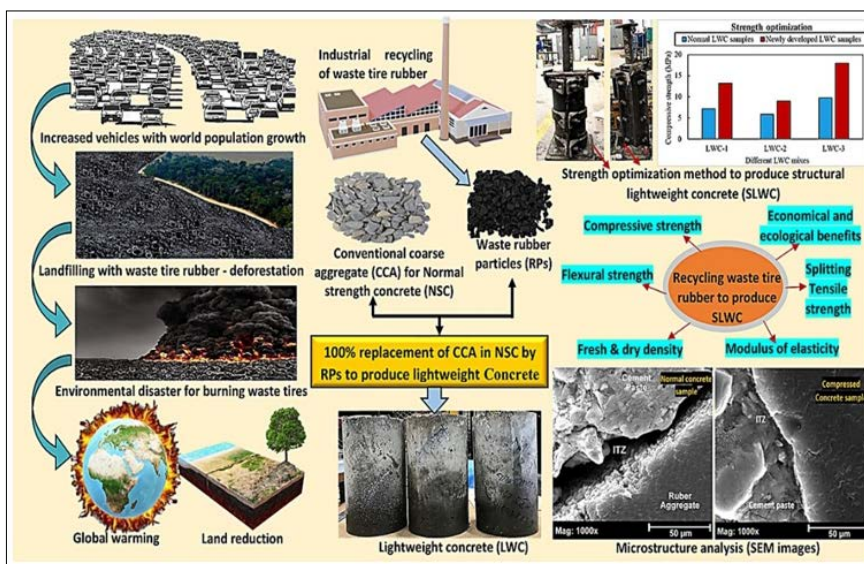 Increased vehicles with world population growth
Landfilling with waste tire rubber - deforestation
Environmental disaster for burning waste tires
Global warming
Land reduction
Industrial recycling
of waste tire rubber
Conventional coarse
aggregate (CCA) for Normal
strength concrete (NSC)
Waste rubber
particles (RPs)
100% replacement of CCA in NSC by
RPs to produce lightweight Concrete
Lightweight concrete (LWC)
Strength optimization
Normal LWC samples
Newly developed LWC samples
Compressive strength (MPa)
20
15
10
5
0
LWC-1
LWC-2
LWC-3
Different LWC mixes
Strength optimization method to produce structural
lightweight concrete (SLWC)
Compressive strength
Economical and
ecological benefits
Flexural strength
Recycling waste tire
rubber to produce
SLWC
Splitting
Tensile
strength
Fresh & dry density
Modulus of elasticity
Cement Paste
Normal concrete
sample
ITZ
Ruber
Aggregate
Mag: 1000x
50 µm
Compressed
Concrete sample
ITZ
Cement paste
Mag: 1000x
50 µm
Microstructure analysis (SEM images)